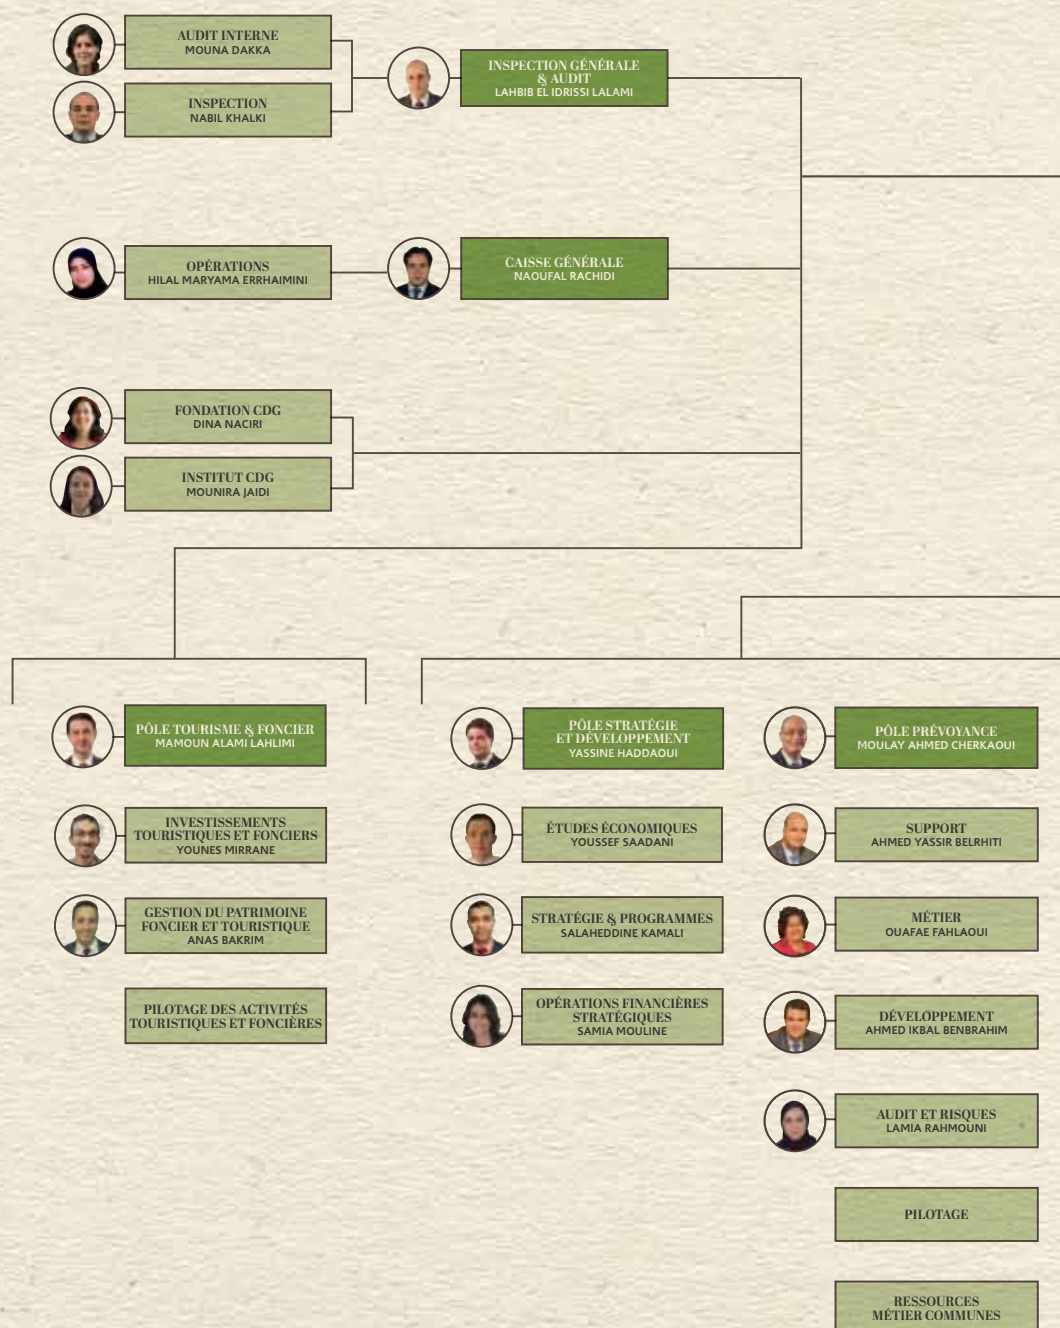 AUDIT INTERNE
MOUNA DAKKA
INSPECTION
NABIL KHALKI
INSPECTION GÉNÉRALE
& AUDIT
LAHBIB EL IDRISSI LALAMI
OPÉRATIONS
HILAL MARYAMA ERRHAIMINI
CAISSE GÉNÉRALE
NAOUFAL RACHIDI
FONDATION CDG
DINA NACIRI
INSTITUT CDG
MOUNIRA JAIDI
PÔLE TOURISME & FONCIER
MAMOUN ALAMI LAHLIMI
INVESTISSEMENTS
TOURISTIQUES ET FONCIERS
YOUNES MIRRANE
GESTION DU PATRIMOINE
FONCIER ET TOURISTIQUE
ANAS BAKRIM
PILOTAGE DES ACTIVITÉS
TOURISTIQUES ET FONCIÈRES
PÔLE STRATÉGIE
ET DÉVELOPPEMENT
YASSINE HADDAOUI
ÉTUDES ÉCONOMIQUES
YOUSSEF SAADANI
STRATÉGIE & PROGRAMMES
SALAHEDDINE KAMALI
OPÉRATIONS FINANCIÈRES
STRATÉGIQUES
SAMIA MOULINE
PÔLE PRÉVOYANCE
MOULAY AHMED CHERKAOUI
SUPPORT
AHMED YASSIR BELRHITI
MÉTIER
OUAFAE FAHLAOUI
DÉVELOPPEMENT
AHMED IKBAL BENBRAHIM
AUDIT ET RISQUES
LAMIA RAHMOUNI
PILOTAGE
RESSOURCES
MÉTIER COMMUNES